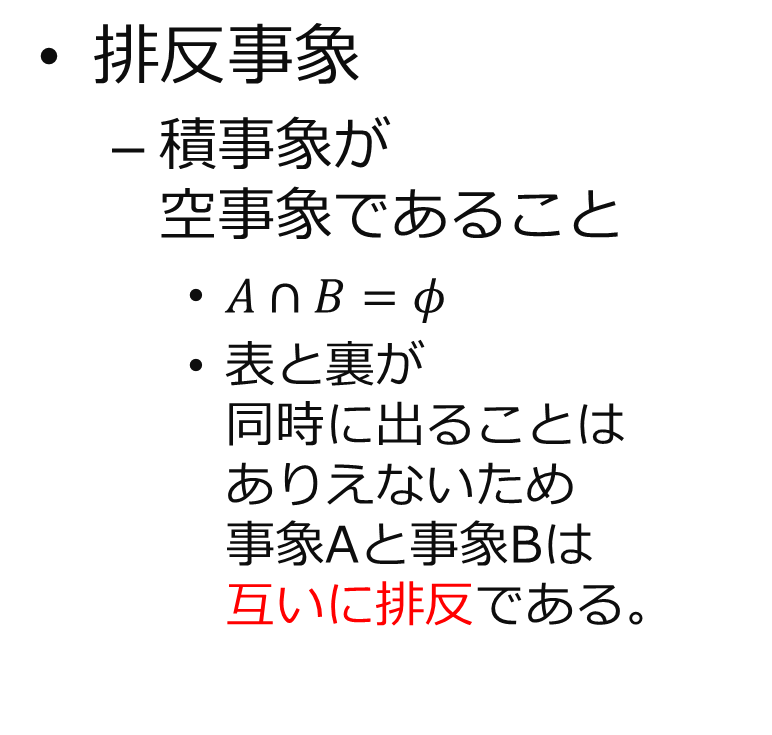 • 排反事象
– 積事象が
空事象であること
• A ∩ B = ϕ
• 表と裏が
同時に出ることは
ありえないため
事象Aと事象Bは
互いに排反である。